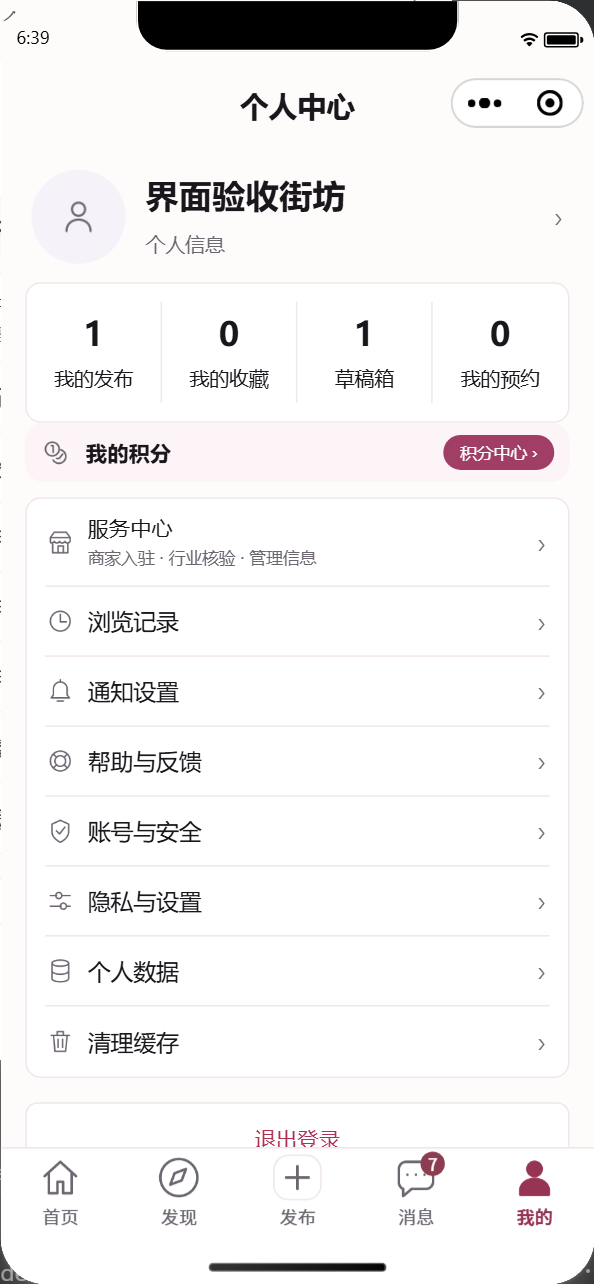 6:39
个人中心
界面验收街坊
个人信息
1 0 1 0
我的发布 我的收藏 草稿箱 我的预约
我的积分 积分中心 ›
服务中心
商家入驻 · 行业核验 · 管理信息
浏览记录
通知设置
帮助与反馈
账号与安全
隐私与设置
个人数据
清理缓存
退出登录
7
首页 发现 发布 消息 我的